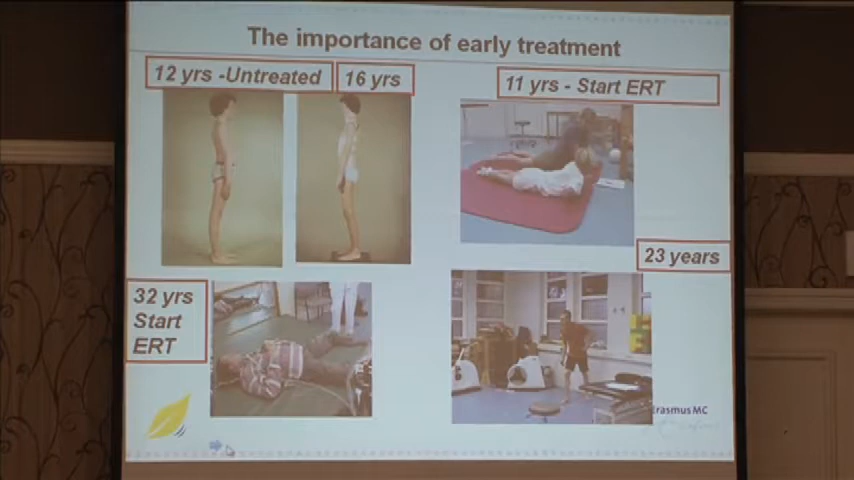 The importance of early treatment
12 yrs -Untreated
16 yrs
11 yrs - Start ERT
23 years
32 yrs
Start
ERT
Erasmus MC